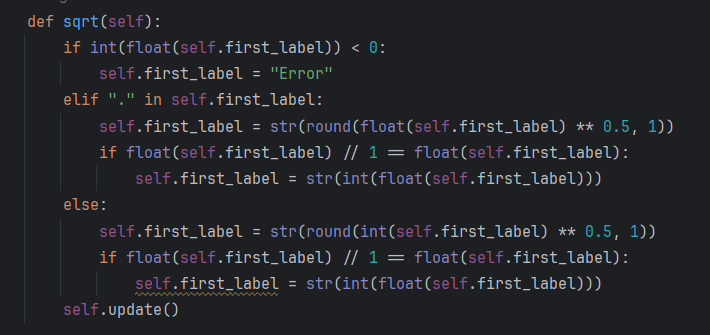 def sqrt(self):
    if int(float(self.first_label)) < 0:
        self.first_label = "Error"
    elif "." in self.first_label:
        self.first_label = str(round(float(self.first_label) ** 0.5, 1))
        if float(self.first_label) // 1 == float(self.first_label):
            self.first_label = str(int(float(self.first_label)))
    else:
        self.first_label = str(round(int(self.first_label) ** 0.5, 1))
        if float(self.first_label) // 1 == float(self.first_label):
            self.first_label = str(int(float(self.first_label)))
    self.update()